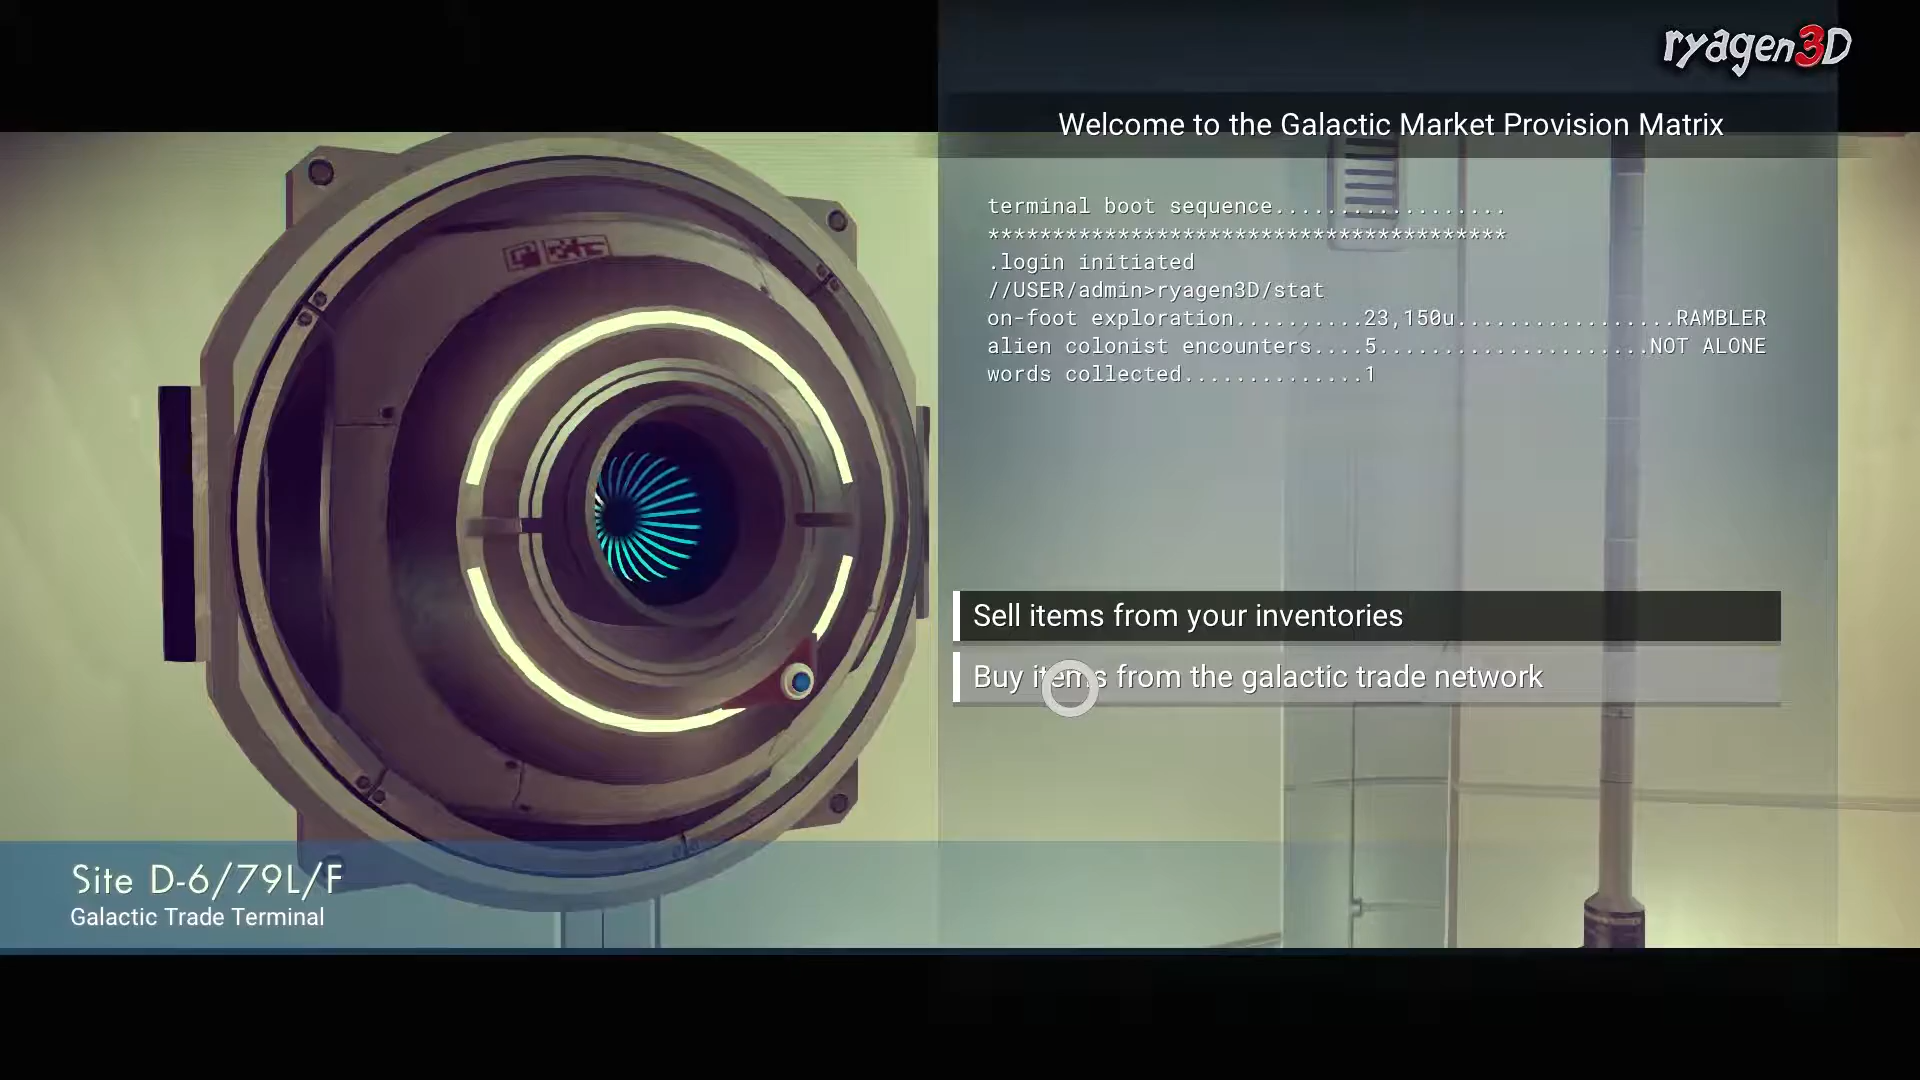 ryagen3D
Welcome to the Galactic Market Provision Matrix
terminal boot sequence..................
****************************************
.login initiated
//USER/admin>ryagen3D/stat
on-foot exploration..........23,150u.................RAMBLER
alien colonist encounters....5.....................NOT ALONE
words collected..............1
Sell items from your inventories
Buy items from the galactic trade network
Site D-6/79L/F
Galactic Trade Terminal